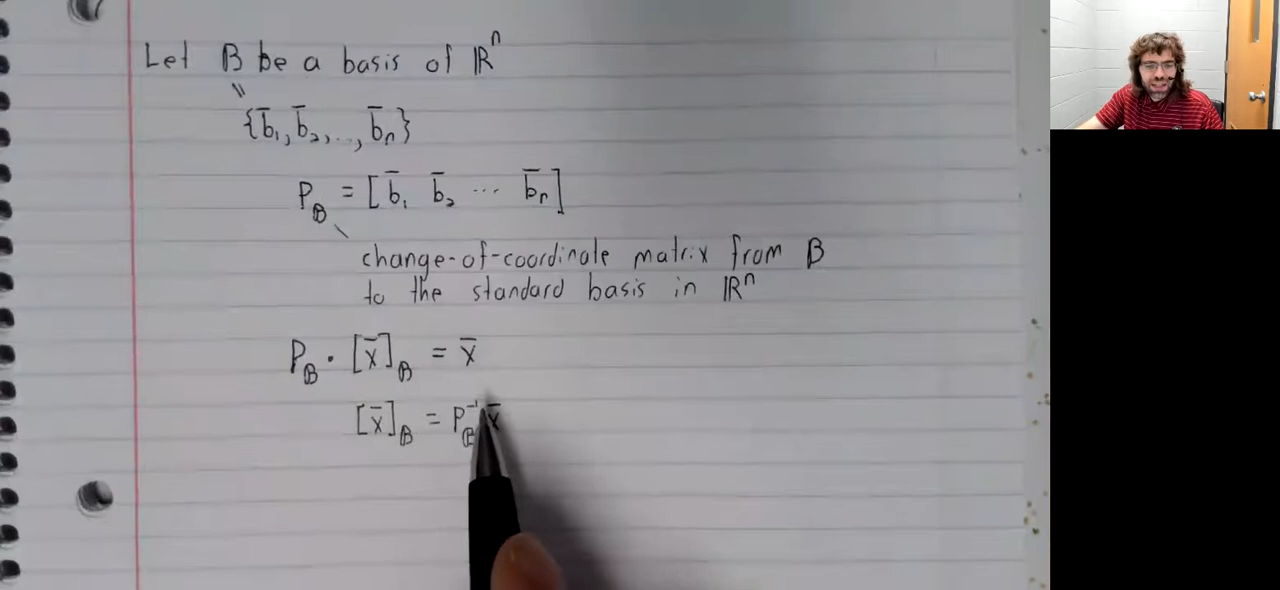 Let B be a basis of ℝⁿ
=
{b̄₁, b̄₂, ..., b̄ₙ}
P_B = [b̄₁ b̄₂ ... b̄ₙ]
change-of-coordinate matrix from B
to the standard basis in ℝⁿ
P_B · [x̄]_B = x̄
[x̄]_B = P_B⁻¹ x̄